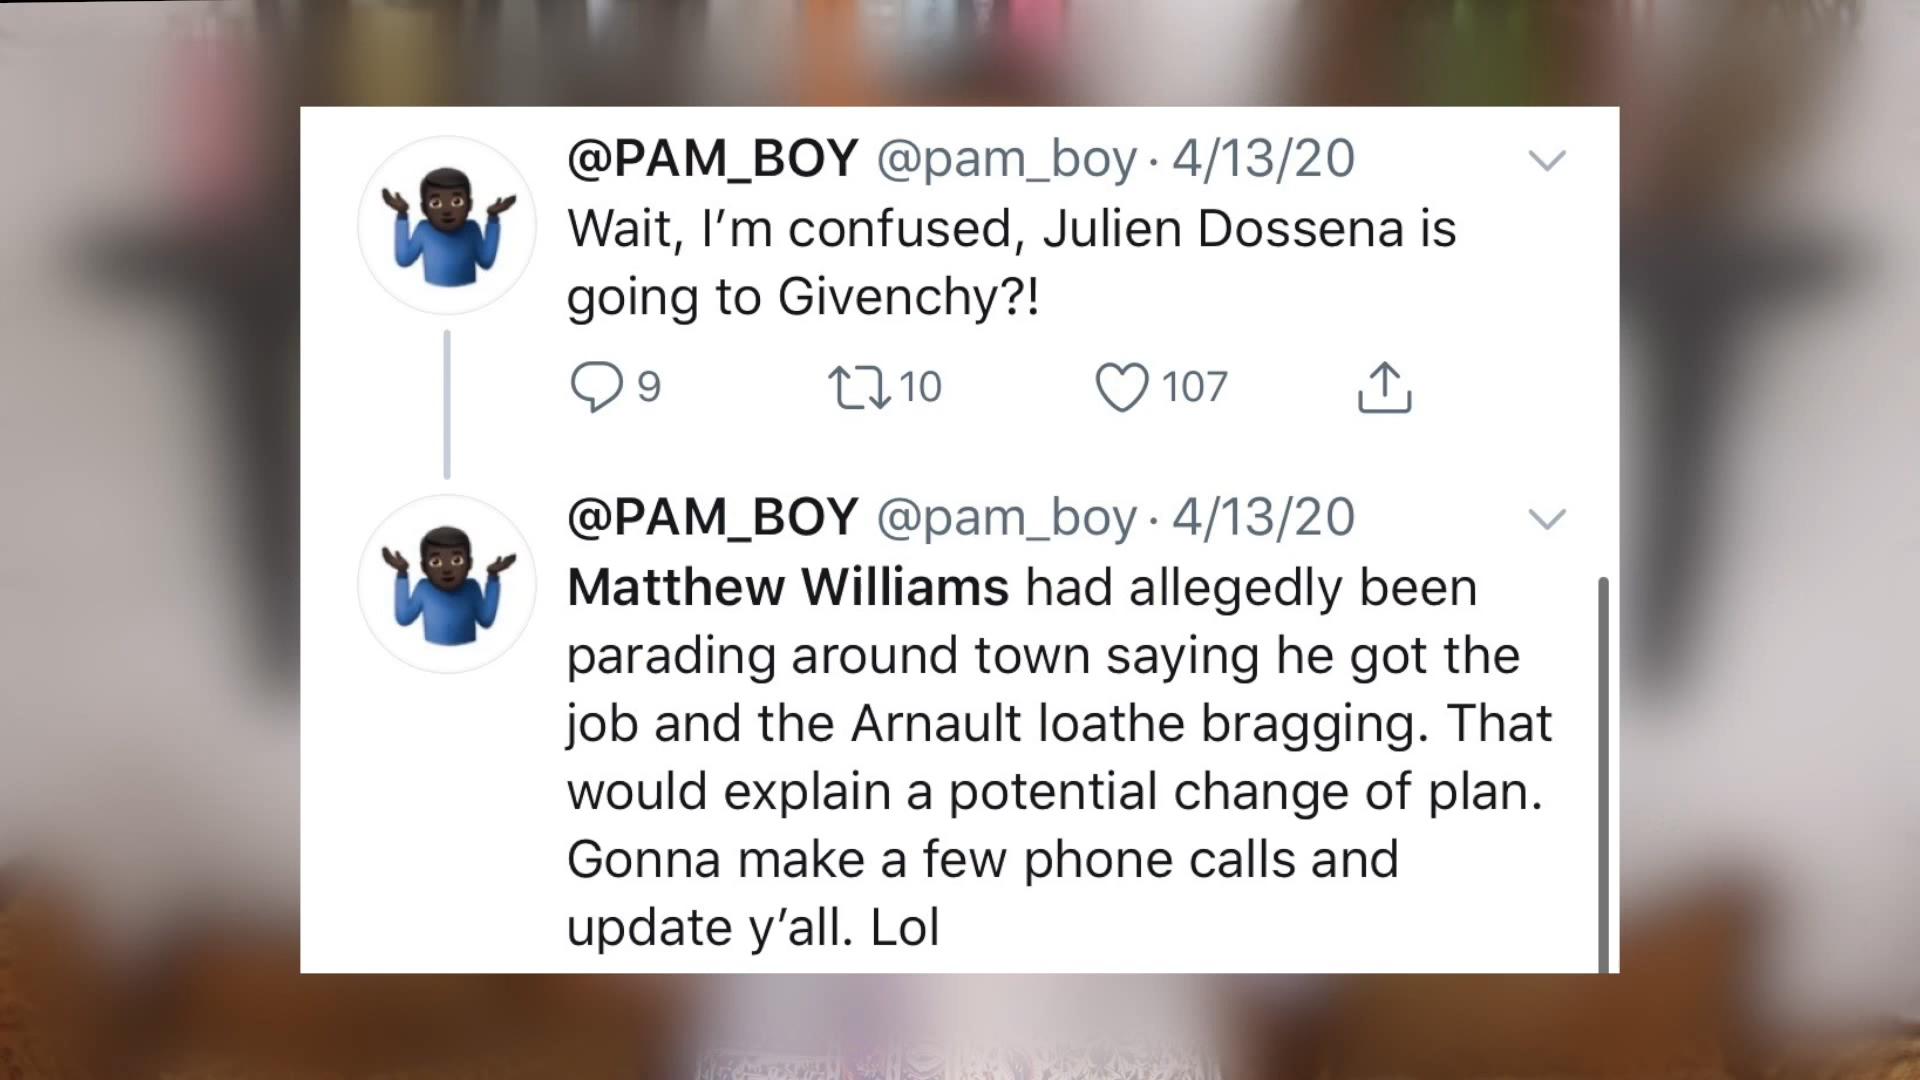 @PAM_BOY @pam_boy · 4/13/20
Wait, I’m confused, Julien Dossena is
going to Givenchy?!
9 10 107
@PAM_BOY @pam_boy · 4/13/20
Matthew Williams had allegedly been
parading around town saying he got the
job and the Arnault loathe bragging. That
would explain a potential change of plan.
Gonna make a few phone calls and
update y’all. Lol